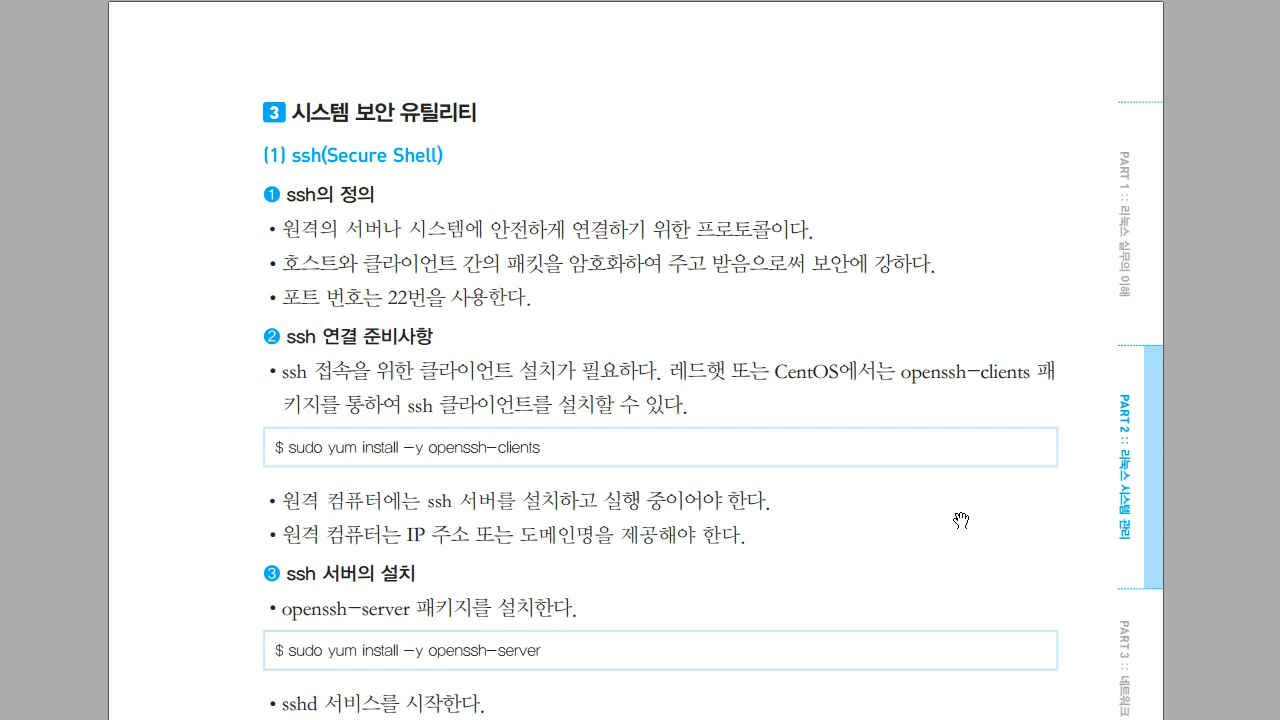 3 시스템 보안 유틸리티
(1) ssh(Secure Shell)
❶ ssh의 정의
• 원격의 서버나 시스템에 안전하게 연결하기 위한 프로토콜이다.
• 호스트와 클라이언트 간의 패킷을 암호화하여 주고 받음으로써 보안에 강하다.
• 포트 번호는 22번을 사용한다.
❷ ssh 연결 준비사항
• ssh 접속을 위한 클라이언트 설치가 필요하다. 레드햇 또는 CentOS에서는 openssh-clients 패
키지를 통하여 ssh 클라이언트를 설치할 수 있다.
$ sudo yum install -y openssh-clients
• 원격 컴퓨터에는 ssh 서버를 설치하고 실행 중이어야 한다.
• 원격 컴퓨터는 IP 주소 또는 도메인명을 제공해야 한다.
❸ ssh 서버의 설치
• openssh-server 패키지를 설치한다.
$ sudo yum install -y openssh-server
• sshd 서비스를 시작한다.
PART 1 :: 리눅스 실무의 이해
PART 2 :: 리눅스 시스템 관리
PART 3 :: 네트워크